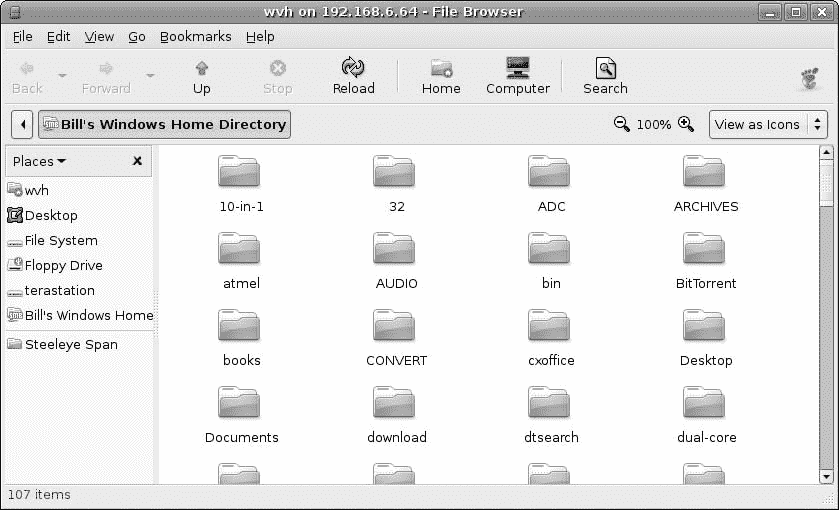 wvh on 192.168.6.64 - File Browser
File Edit View Go Bookmarks Help
Back Forward Up Stop Reload Home Computer Search
Bill's Windows Home Directory 100% View as Icons
Places
wvh
Desktop
File System
Floppy Drive
terastation
Bill's Windows Home
Steeleye Span
10-in-1 32 ADC ARCHIVES
atmel AUDIO bin BitTorrent
books CONVERT cxoffice Desktop
Documents download dtsearch dual-core
107 items